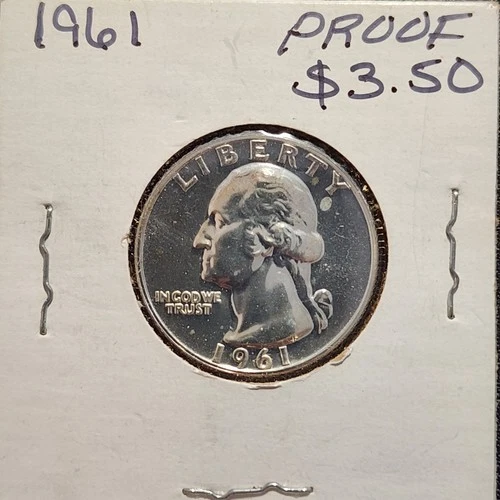 1961 PROOF
$3.50
LIBERTY
IN GOD WE
TRUST
1961